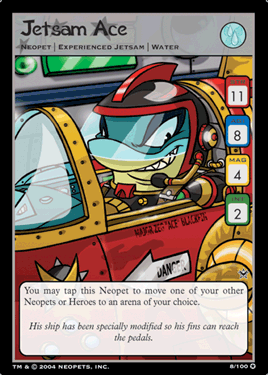 Jetsam Ace
NEOPET | EXPERIENCED JETSAM | WATER
11
8
MAG
4
INT
2
DANGER
You may tap this Neopet to move one of your other
Neopets or Heroes to an arena of your choice.
His ship has been specially modified so his fins can reach
the pedals.
TM & © 2004 NEOPETS, INC.
8/100